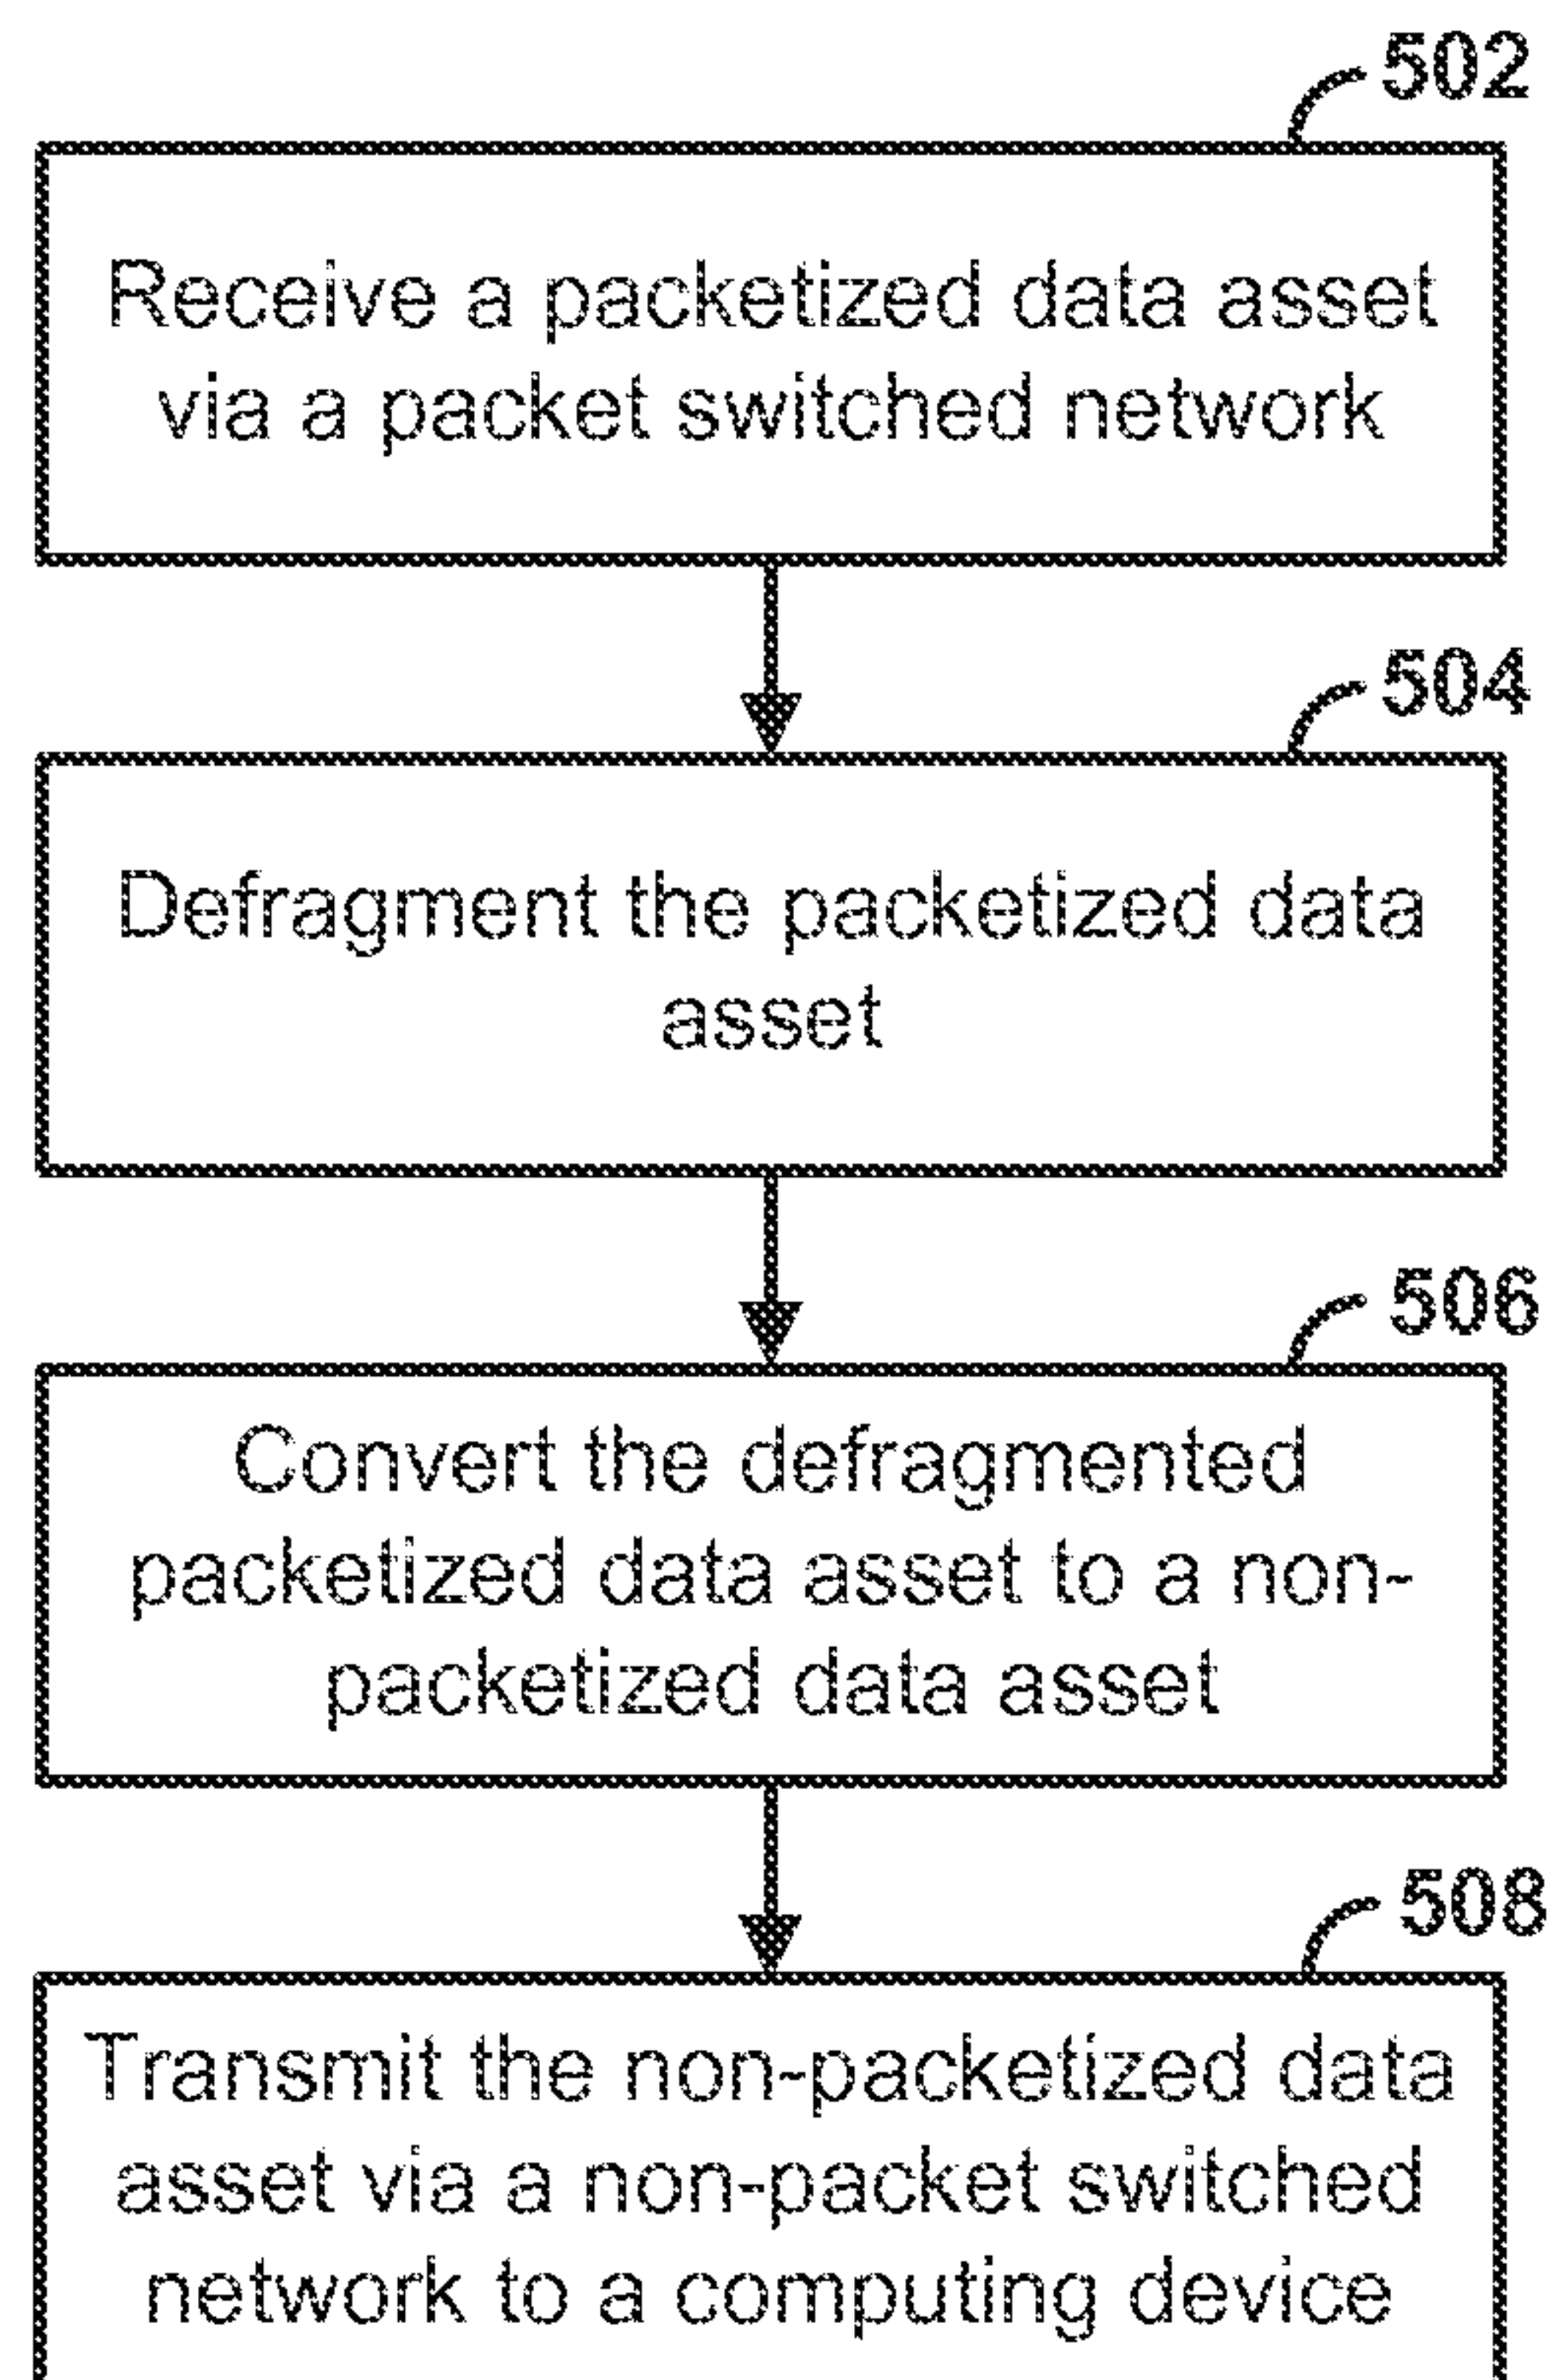 502
Receive a packetized data asset
via a packet switched network
504
Defragment the packetized data
asset
506
Convert the defragmented
packetized data asset to a non-
packetized data asset
508
Transmit the non-packetized data
asset via a non-packet switched
network to a computing device